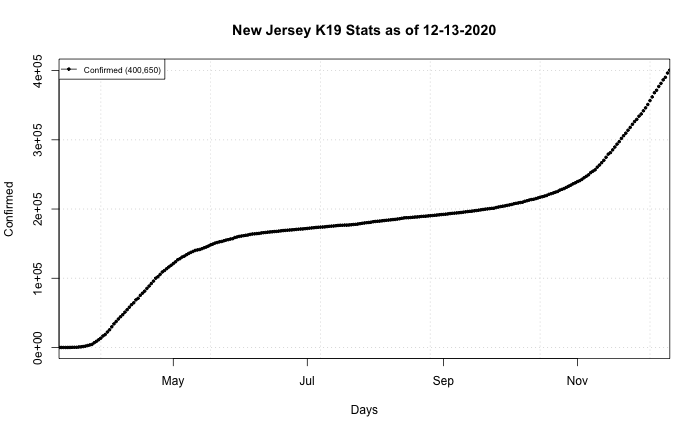 New Jersey K19 Stats as of 12-13-2020
Confirmed (400,650)
4e+05
3e+05
2e+05
1e+05
0e+00
Confirmed
May Jul Sep Nov
Days